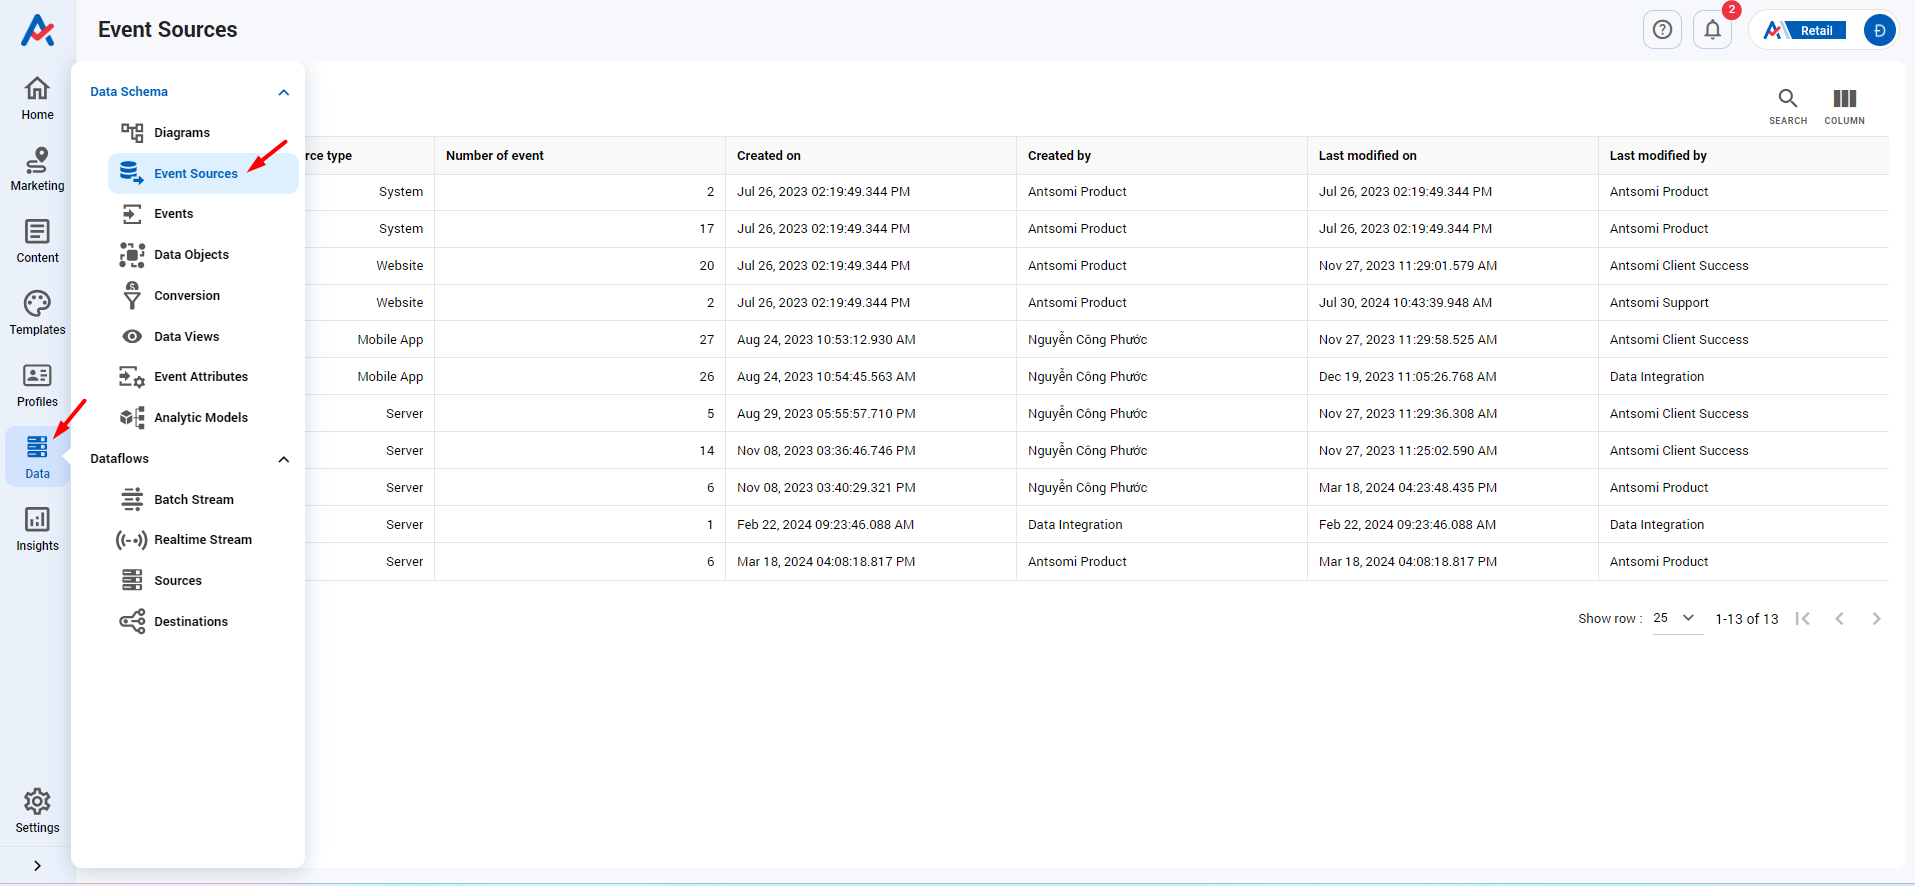 Event Sources
2
Retail
Đ
Home
Marketing
Content
Templates
Profiles
Data
Insights
Settings
Data Schema
Diagrams
Event Sources
Events
Data Objects
Conversion
Data Views
Event Attributes
Analytic Models
Dataflows
Batch Stream
Realtime Stream
Sources
Destinations
SEARCH COLUMN
rce type Number of event Created on Created by Last modified on Last modified by
System 2 Jul 26, 2023 02:19:49.344 PM Antsomi Product Jul 26, 2023 02:19:49.344 PM Antsomi Product
System 17 Jul 26, 2023 02:19:49.344 PM Antsomi Product Jul 26, 2023 02:19:49.344 PM Antsomi Product
Website 20 Jul 26, 2023 02:19:49.344 PM Antsomi Product Nov 27, 2023 11:29:01.579 AM Antsomi Client Success
Website 2 Jul 26, 2023 02:19:49.344 PM Antsomi Product Jul 30, 2024 10:43:39.948 AM Antsomi Support
Mobile App 27 Aug 24, 2023 10:53:12.930 AM Nguyễn Công Phước Nov 27, 2023 11:29:58.525 AM Antsomi Client Success
Mobile App 26 Aug 24, 2023 10:54:45.563 AM Nguyễn Công Phước Dec 19, 2023 11:05:26.768 AM Data Integration
Server 5 Aug 29, 2023 05:55:57.710 PM Nguyễn Công Phước Nov 27, 2023 11:29:36.308 AM Antsomi Client Success
Server 14 Nov 08, 2023 03:36:46.746 PM Nguyễn Công Phước Nov 27, 2023 11:25:02.590 AM Antsomi Client Success
Server 6 Nov 08, 2023 03:40:29.321 PM Nguyễn Công Phước Mar 18, 2024 04:23:48.435 PM Antsomi Product
Server 1 Feb 22, 2024 09:23:46.088 AM Data Integration Feb 22, 2024 09:23:46.088 AM Data Integration
Server 6 Mar 18, 2024 04:08:18.817 PM Antsomi Product Mar 18, 2024 04:08:18.817 PM Antsomi Product
Show row : 25 1-13 of 13